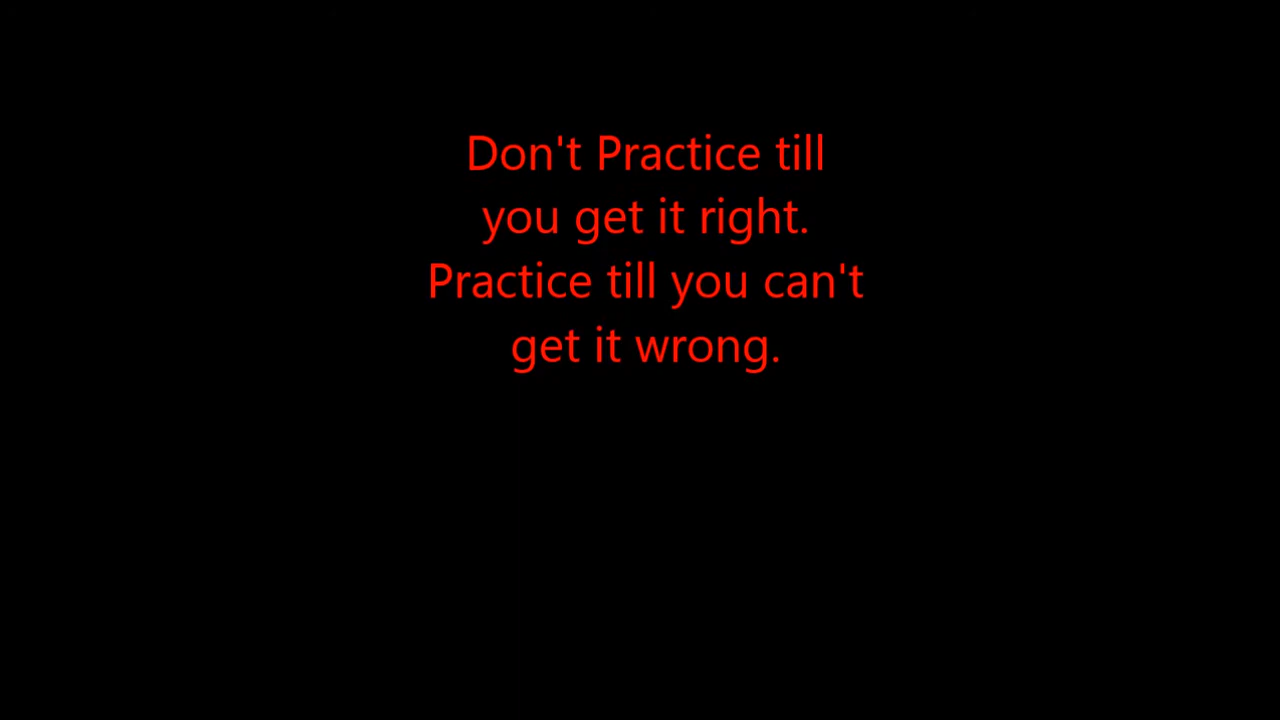 Don't Practice till
you get it right.
Practice till you can't
get it wrong.